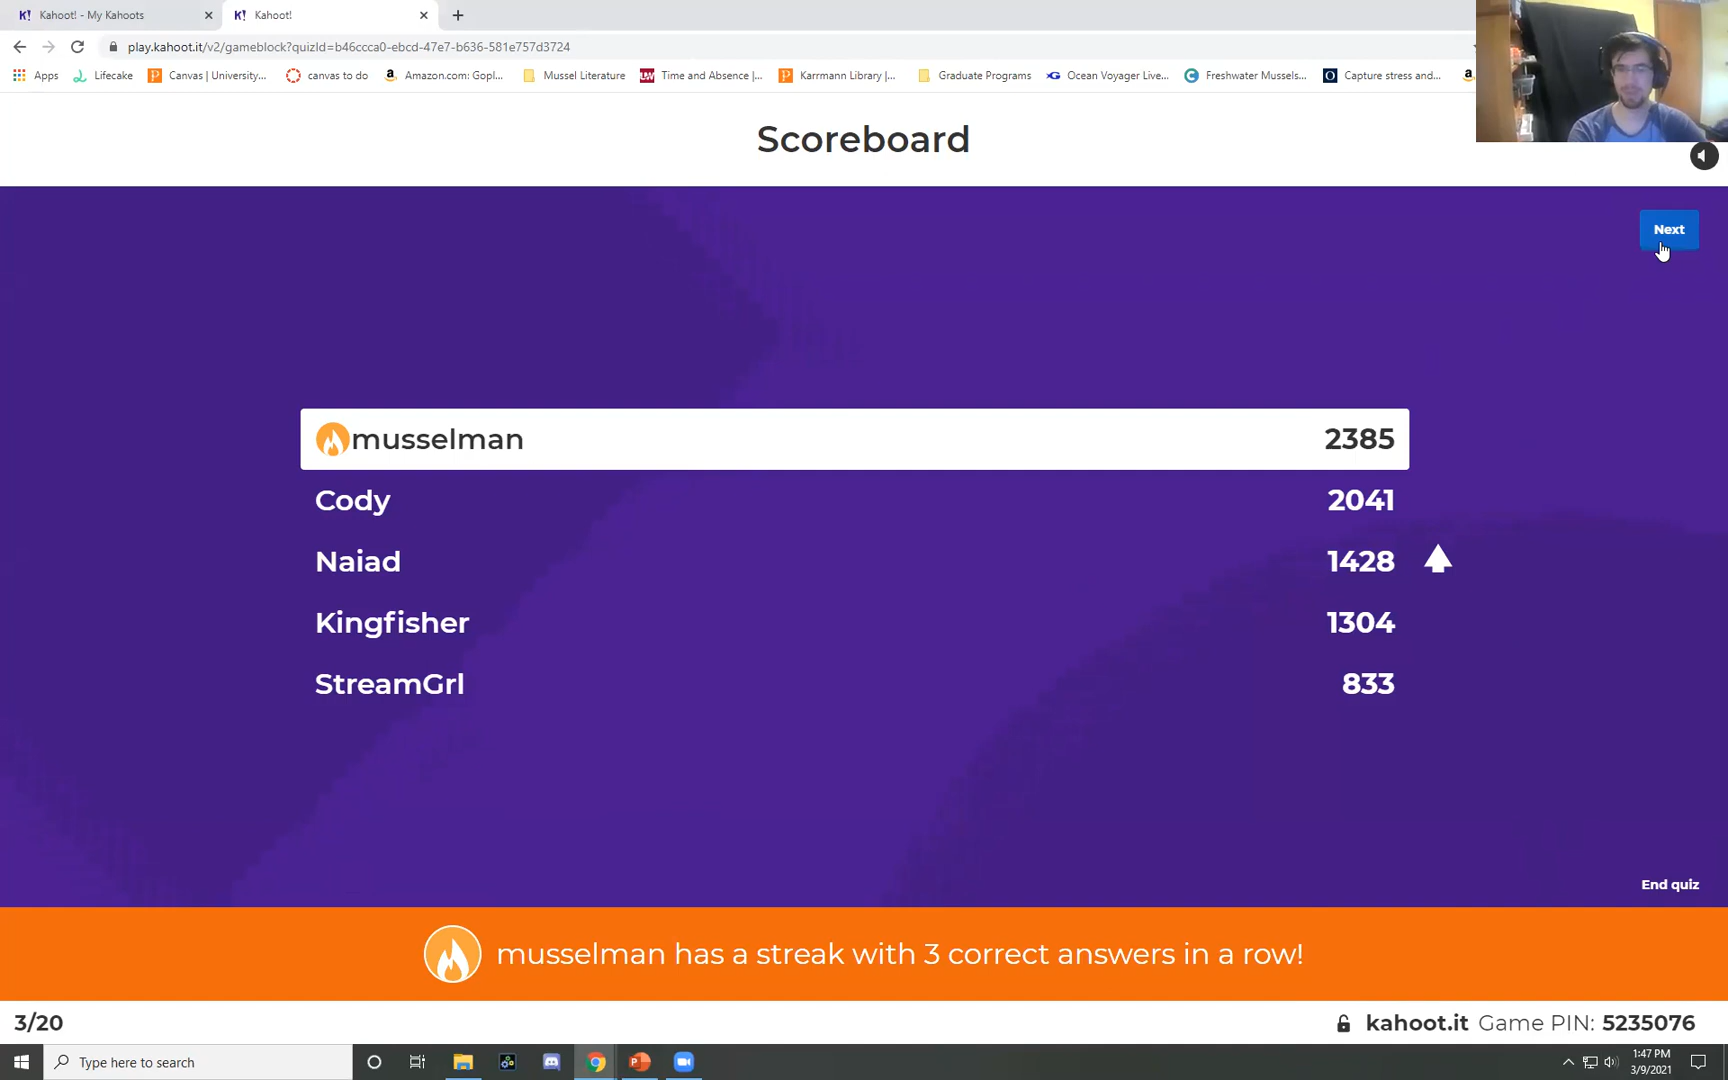 Kahoot! - My Kahoots
Kahoot!
play.kahoot.it/v2/gameblock?quizId=b46ccca0-ebcd-47e7-b636-581e757d3724
Apps
Lifecake
Canvas | University...
canvas to do
Amazon.com: Gopl...
Mussel Literature
Time and Absence |...
Karrmann Library |...
Graduate Programs
Ocean Voyager Live...
Freshwater Mussels...
Capture stress and...
Scoreboard
Next
musselman 2385
Cody 2041
Naiad 1428
Kingfisher 1304
StreamGrl 833
End quiz
musselman has a streak with 3 correct answers in a row!
3/20
kahoot.it Game PIN: 5235076
Type here to search
1:47 PM
3/9/2021